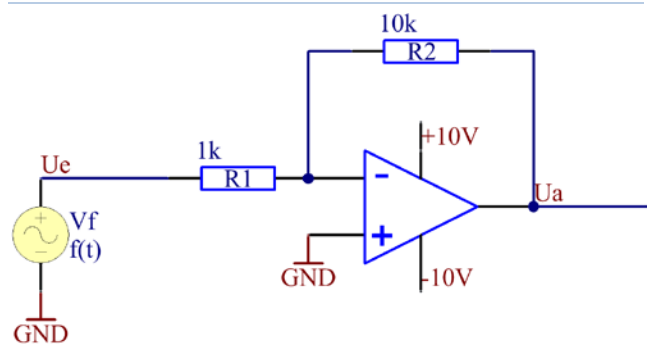 10k
R2
+10V
1k
Ue
R1
-
Ua
Vf
+
f(t)
GND
-10V
GND